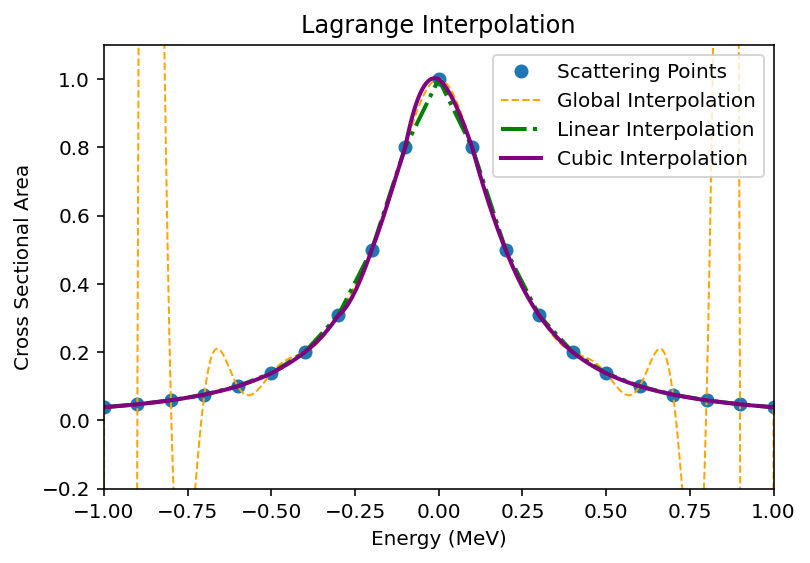 Lagrange Interpolation
Scattering Points
Global Interpolation
Linear Interpolation
Cubic Interpolation
Cross Sectional Area
1.0
0.8
0.6
0.4
0.2
0.0
−0.2
−1.00 −0.75 −0.50 −0.25 0.00 0.25 0.50 0.75 1.00
Energy (MeV)